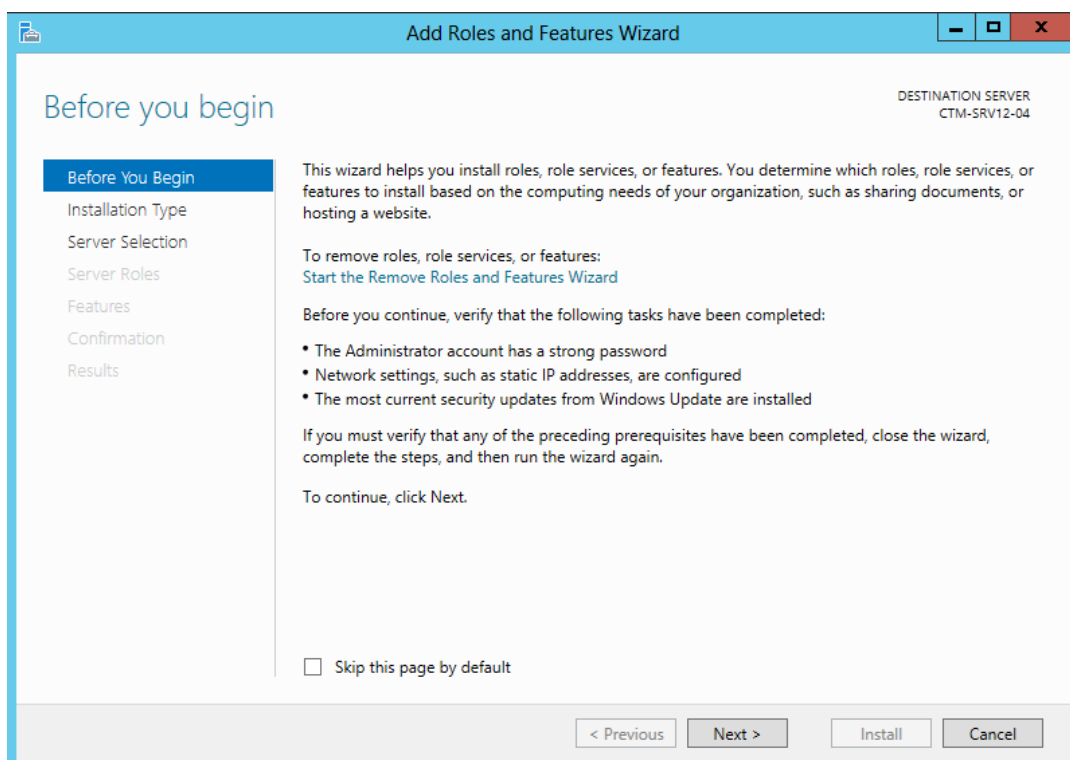 Add Roles and Features Wizard
Before you begin
DESTINATION SERVER
CTM-SRV12-04
Before You Begin
Installation Type
Server Selection
Server Roles
Features
Confirmation
Results
This wizard helps you install roles, role services, or features. You determine which roles, role services, or
features to install based on the computing needs of your organization, such as sharing documents, or
hosting a website.
To remove roles, role services, or features:
Start the Remove Roles and Features Wizard
Before you continue, verify that the following tasks have been completed:
• The Administrator account has a strong password
• Network settings, such as static IP addresses, are configured
• The most current security updates from Windows Update are installed
If you must verify that any of the preceding prerequisites have been completed, close the wizard,
complete the steps, and then run the wizard again.
To continue, click Next.
Skip this page by default
< Previous
Next >
Install
Cancel